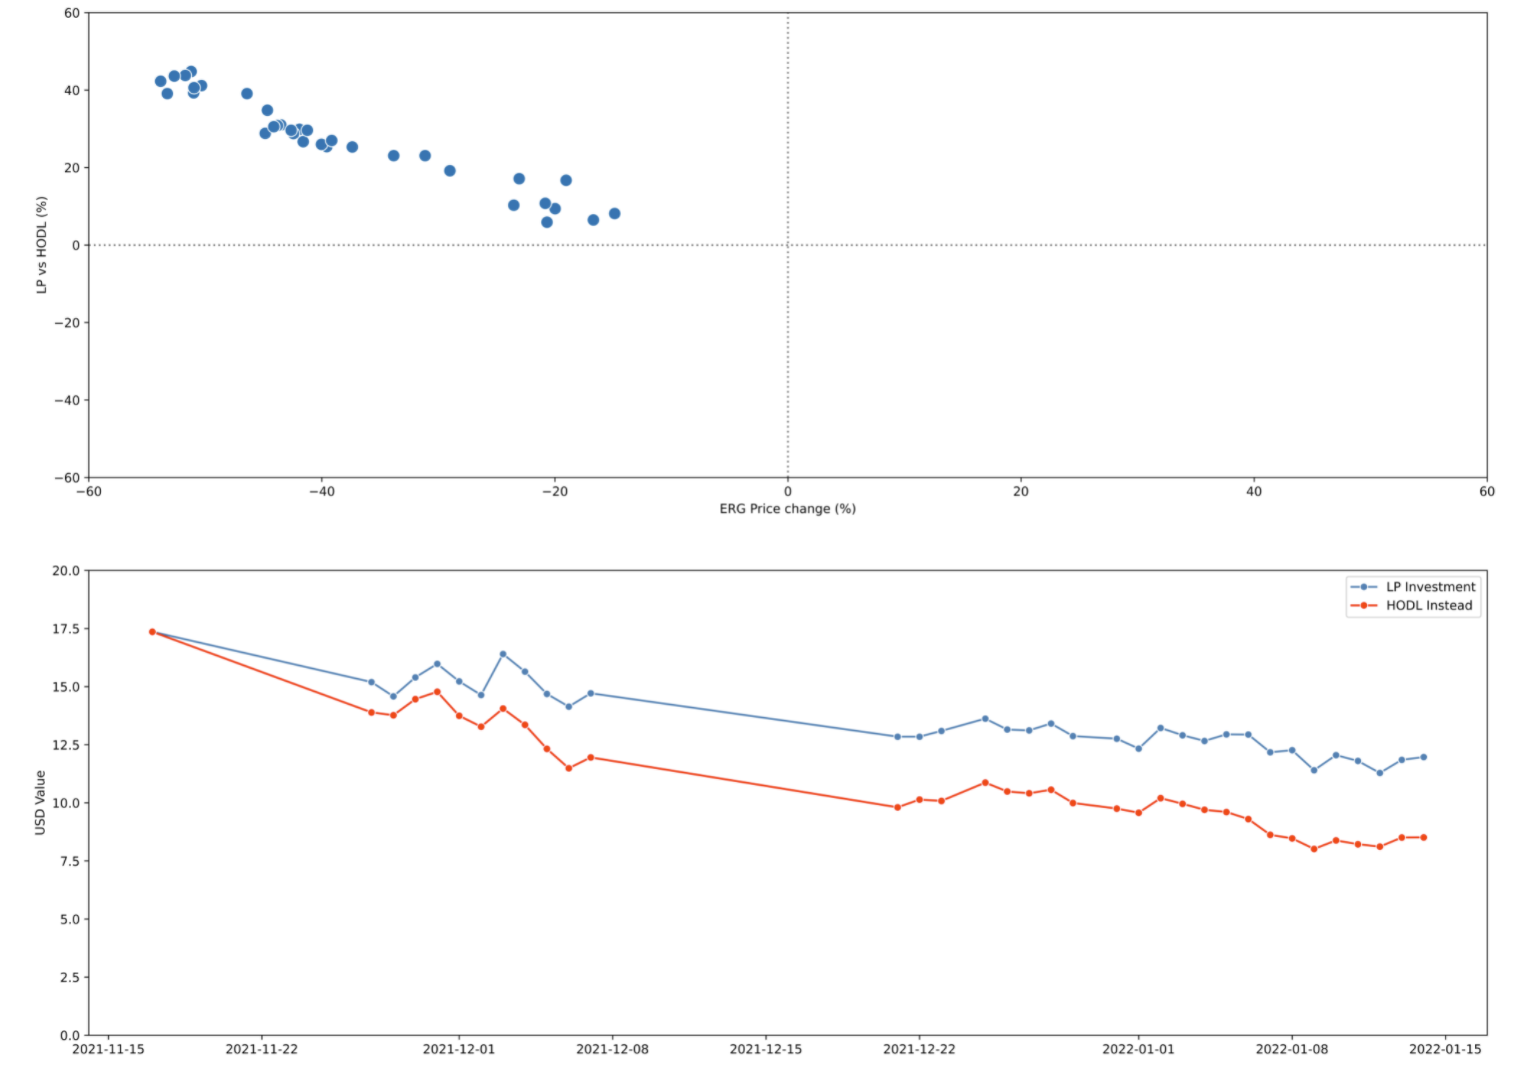 60
40
20
0
−20
−40
−60
LP vs HODL (%)
−60 −40 −20 0 20 40 60
ERG Price change (%)
20.0
17.5
15.0
12.5
10.0
7.5
5.0
2.5
0.0
USD Value
LP Investment
HODL Instead
2021-11-15 2021-11-22 2021-12-01 2021-12-08 2021-12-15 2021-12-22 2022-01-01 2022-01-08 2022-01-15